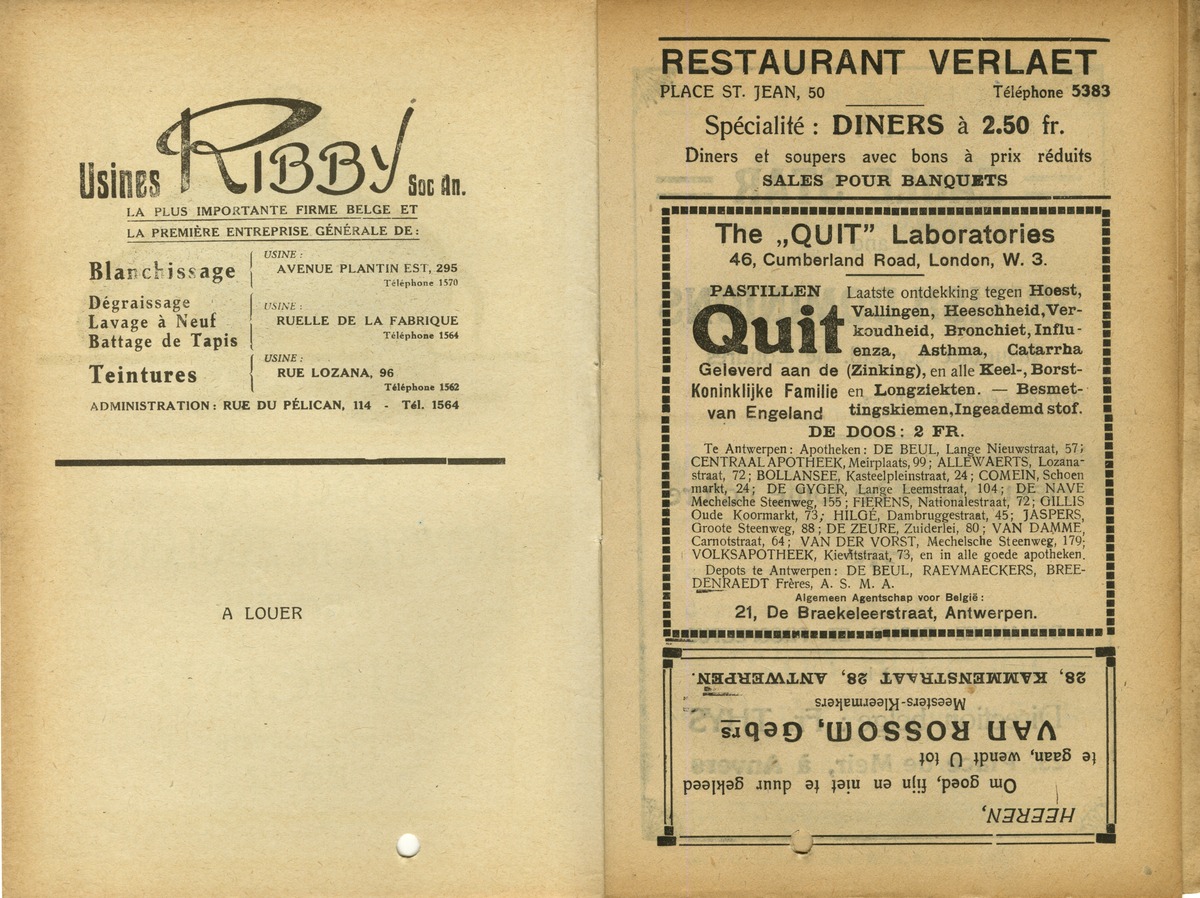 Usines RIBBY Soc An.
LA PLUS IMPORTANTE FIRME BELGE ET
LA PREMIÈRE ENTREPRISE GÉNÉRALE DE:
Blanchissage
USINE :
AVENUE PLANTIN EST, 295
Téléphone 1570
Dégraissage
Lavage à Neuf
Battage de Tapis
USINE :
RUELLE DE LA FABRIQUE
Téléphone 1564
Teintures
USINE :
RUE LOZANA, 96
Téléphone 1562
ADMINISTRATION: RUE DU PÉLICAN, 114 - Tél. 1564
A LOUER
RESTAURANT VERLAET
PLACE ST. JEAN, 50 Téléphone 5383
Spécialité : DINERS à 2.50 fr.
Diners et soupers avec bons à prix réduits
SALES POUR BANQUETS
The „QUIT” Laboratories
46, Cumberland Road, London, W. 3.
PASTILLEN
Quit
Geleverd aan de
Koninklijke Familie
van Engeland
Laatste ontdekking tegen Hoest,
Vallingen, Heeschheid,Ver-
koudheid, Bronchiet, Influ-
enza, Asthma, Catarrha
(Zinking), en alle Keel-, Borst-
en Longziekten. — Besmet-
tingskiemen,Ingeademd stof.
DE DOOS: 2 FR.
Te Antwerpen: Apotheken: DE BEUL, Lange Nieuwstraat, 57;
CENTRAAL APOTHEEK, Meirplaats, 99; ALLEWAERTS, Lozana-
straat, 72; BOLLANSEE, Kasteelpleinstraat, 24; COMEIN, Schoen
markt, 24; DE GYGER, Lange Leemstraat, 104; DE NAVE
Mechelsche Steenweg, 155; FIERENS, Nationalestraat, 72; GILLIS
Oude Koormarkt, 73; HILGÉ, Dambruggestraat, 45; JASPERS,
Groote Steenweg, 88; DE ZEURE, Zuiderlei, 80; VAN DAMME,
Carnotstraat, 64; VAN DER VORST, Mechelsche Steenweg, 179;
VOLKSAPOTHEEK, Kievitstraat, 73, en in alle goede apotheken.
Depots te Antwerpen: DE BEUL, RAEYMAECKERS, BREE-
DENRAEDT Frères, A. S. M. A.
Algemeen Agentschap voor België :
21, De Braekeleerstraat, Antwerpen.
HEEREN,
Om goed, fijn en niet te duur gekleed
te gaan, wendt U tot
VAN ROSSOM, Gebrs
Meesters-Kleermakers
28, KAMMENSTRAAT 28, ANTWERPEN.